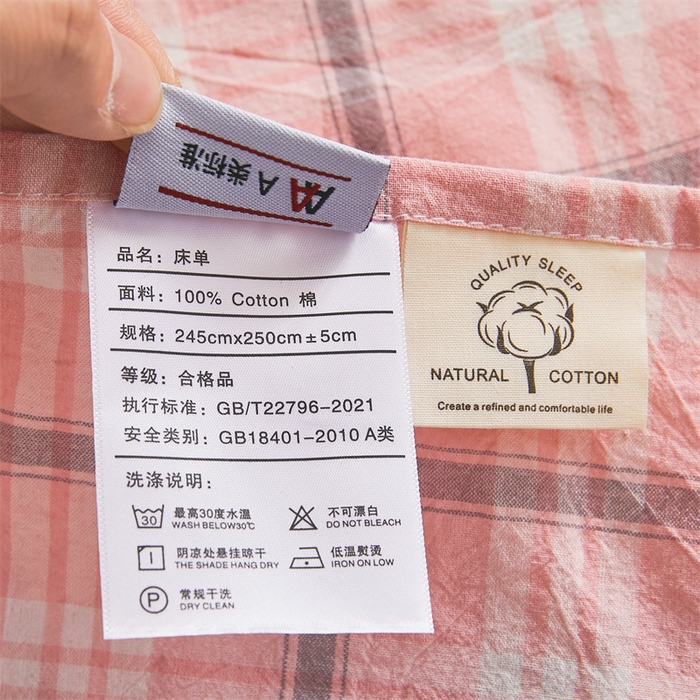 AA A 类标准
品名：床单
面料：100% Cotton 棉
规格：245cmx250cm±5cm
等级：合格品
执行标准：GB/T22796-2021
安全类别：GB18401-2010 A类
洗涤说明：
30 最高30度水温
WASH BELOW30℃
不可漂白
DO NOT BLEACH
阴凉处悬挂晾干
THE SHADE HANG DRY
低温熨烫
IRON ON LOW
P 常规干洗
DRY CLEAN
QUALITY SLEEP
NATURAL COTTON
Create a refined and comfortable life